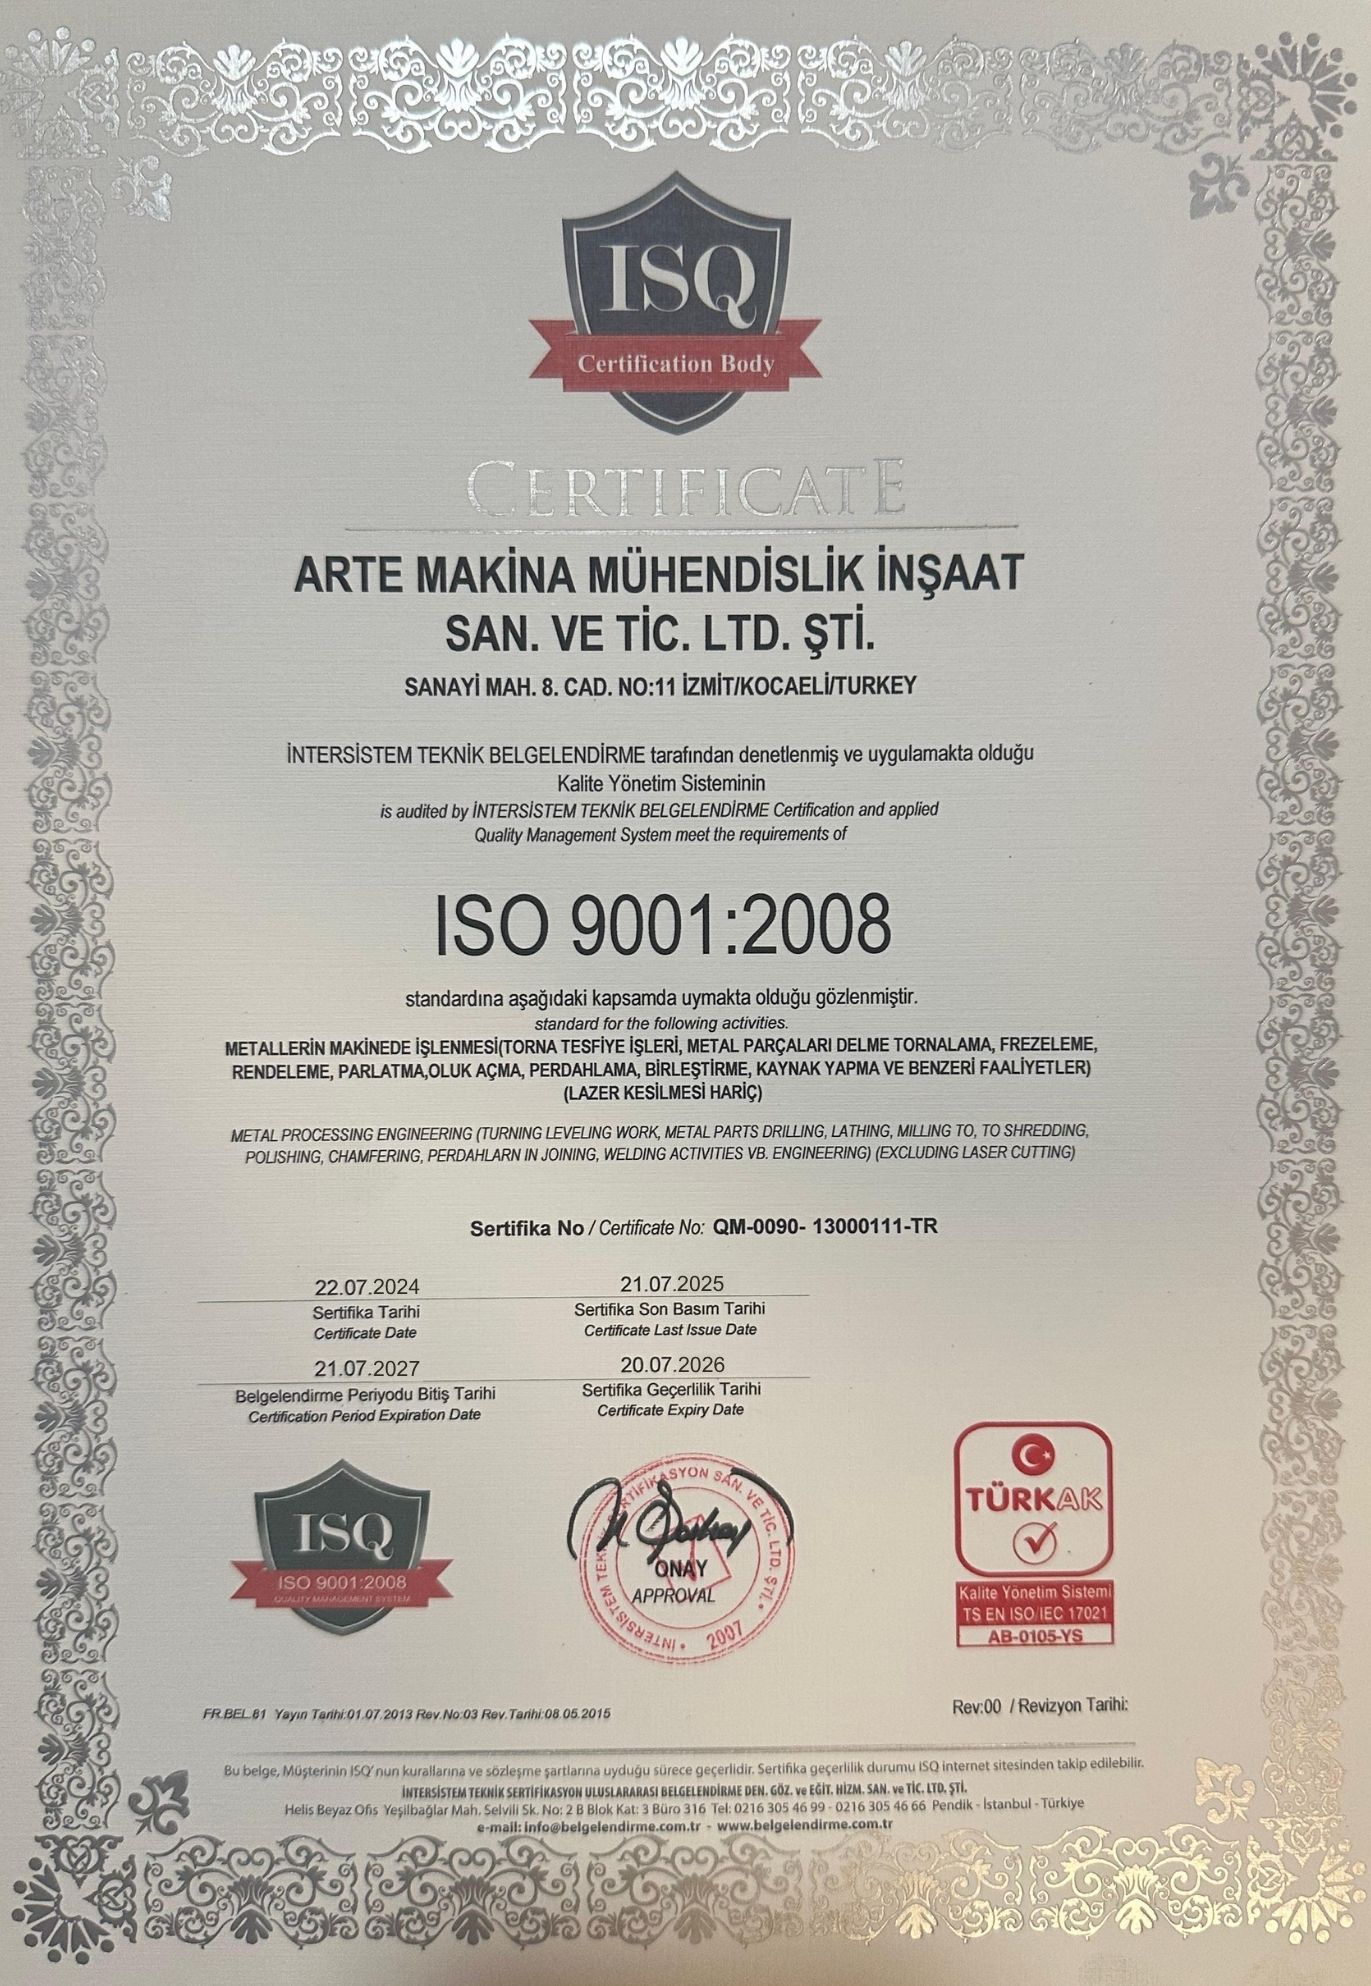 ISQ
Certification Body
CERTIFICATE
ARTE MAKİNA MÜHENDİSLİK İNŞAAT
SAN. VE TİC. LTD. ŞTİ.
SANAYİ MAH. 8. CAD. NO:11 İZMİT/KOCAELİ/TURKEY
İNTERSİSTEM TEKNİK BELGELENDİRME tarafından denetlenmiş ve uygulamakta olduğu
Kalite Yönetim Sisteminin
is audited by İNTERSİSTEM TEKNİK BELGELENDİRME Certification and applied
Quality Management System meet the requirements of
ISO 9001:2008
standardına aşağıdaki kapsamda uymakta olduğu gözlenmiştir.
standard for the following activities.
METALLERİN MAKİNEDE İŞLENMESİ(TORNA TESFİYE İŞLERİ, METAL PARÇALARI DELME TORNALAMA, FREZELEME,
RENDELEME, PARLATMA,OLUK AÇMA, PERDAHLAMA, BİRLEŞTİRME, KAYNAK YAPMA VE BENZERİ FAALİYETLER)
(LAZER KESİLMESİ HARİÇ)
METAL PROCESSING ENGINEERING (TURNING LEVELING WORK, METAL PARTS DRILLING, LATHING, MILLING TO, TO SHREDDING,
POLISHING, CHAMFERING, PERDAHLARN IN JOINING, WELDING ACTIVITIES VB. ENGINEERING) (EXCLUDING LASER CUTTING)
Sertifika No / Certificate No: QM-0090- 13000111-TR
22.07.2024 21.07.2025
Sertifika Tarihi Sertifika Son Basım Tarihi
Certificate Date Certificate Last Issue Date
21.07.2027 20.07.2026
Belgelendirme Periyodu Bitiş Tarihi Sertifika Geçerlilik Tarihi
Certification Period Expiration Date Certificate Expiry Date
ISQ
ISO 9001:2008
QUALITY MANAGEMENT SYSTEM
ONAY
APPROVAL
2007
TÜRKAK
Kalite Yönetim Sistemi
TS EN ISO/IEC 17021
AB-0105-YS
FR.BEL.81 Yayın Tarihi:01.07.2013 Rev.No:03 Rev.Tarihi:08.05.2015
Rev:00 / Revizyon Tarihi:
Bu belge, Müşterinin ISQ'nun kurallarına ve sözleşme şartlarına uyduğu sürece geçerlidir. Sertifika geçerlilik durumu ISQ internet sitesinden takip edilebilir.
İNTERSİSTEM TEKNİK SERTİFİKASYON ULUSLARARASI BELGELENDİRME DEN. GÖZ. ve EĞİT. HİZM. SAN. ve TİC. LTD. ŞTİ.
Helis Beyaz Ofis Yeşilbağlar Mah. Selvili Sk. No: 2 B Blok Kat: 3 Büro 316 Tel: 0216 305 46 99 - 0216 305 46 66 Pendik - İstanbul - Türkiye
e-mail: info@belgelendirme.com.tr - www.belgelendirme.com.tr